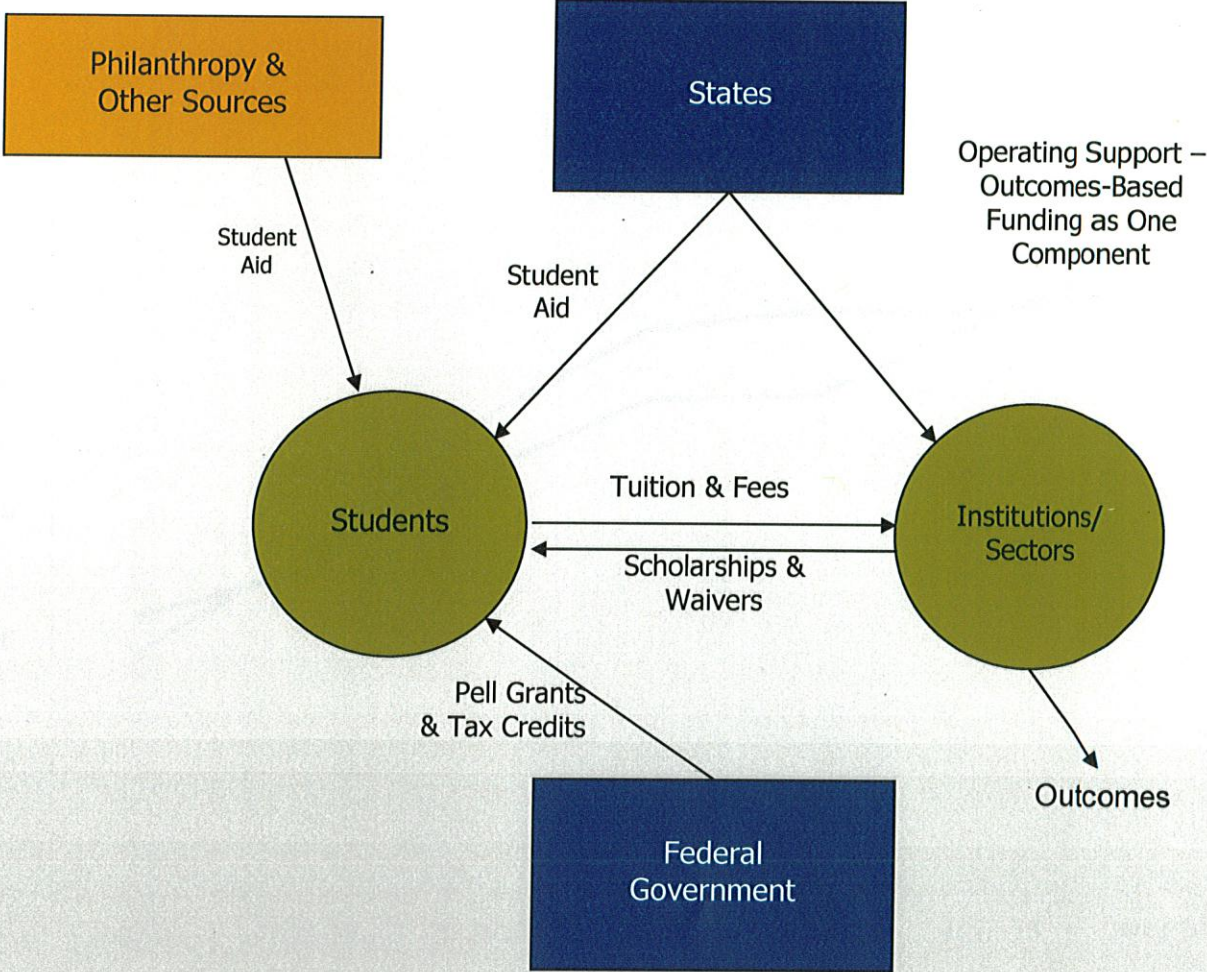 Philanthropy &
Other Sources
States
Operating Support –
Outcomes-Based
Funding as One
Component
Student
Aid
Student
Aid
Students
Tuition & Fees
Scholarships &
Waivers
Institutions/
Sectors
Pell Grants
& Tax Credits
Outcomes
Federal
Government